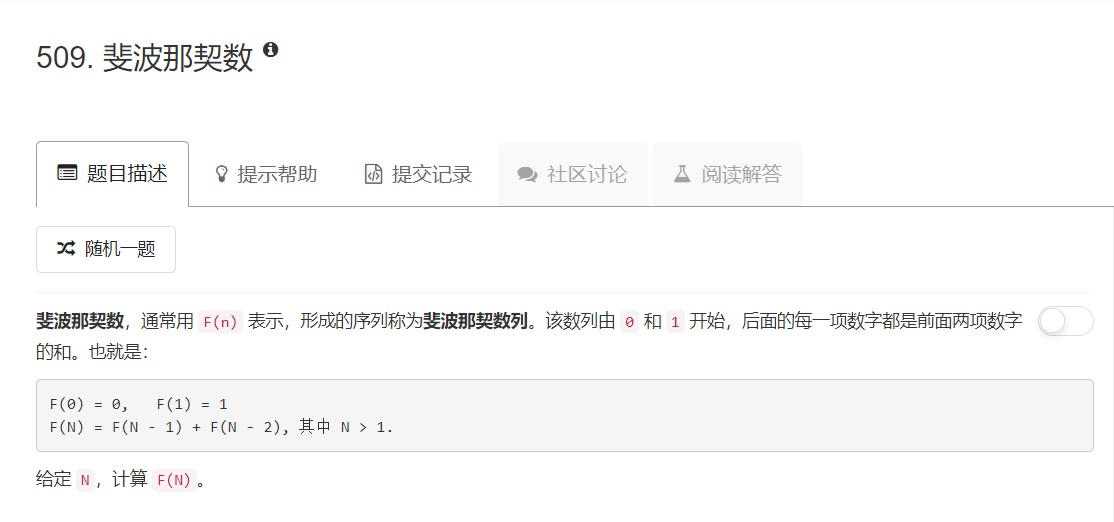 509. 斐波那契数
题目描述 提示帮助 提交记录 社区讨论 阅读解答
随机一题
斐波那契数，通常用 F(n) 表示，形成的序列称为斐波那契数列。该数列由 0 和 1 开始，后面的每一项数字都是前面两项数字
的和。也就是：
F(0) = 0,   F(1) = 1
F(N) = F(N - 1) + F(N - 2), 其中 N > 1.
给定 N，计算 F(N)。